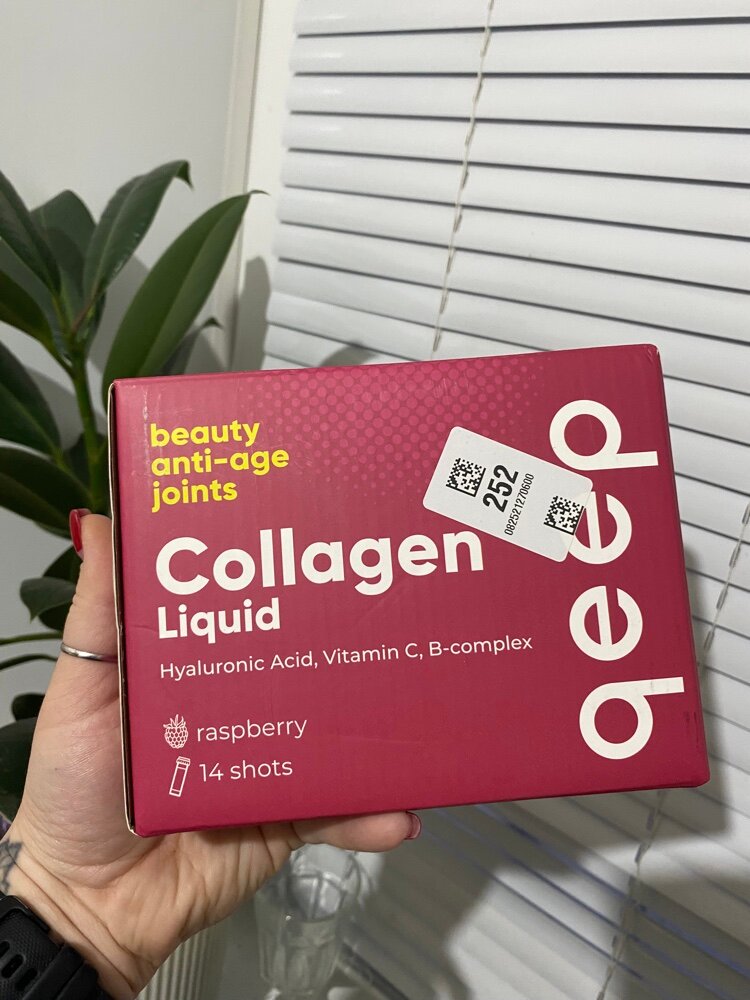 beauty
anti-age
joints
Collagen
Liquid
Hyaluronic Acid, Vitamin C, B-complex
raspberry
14 shots
252
082521270600
qeep